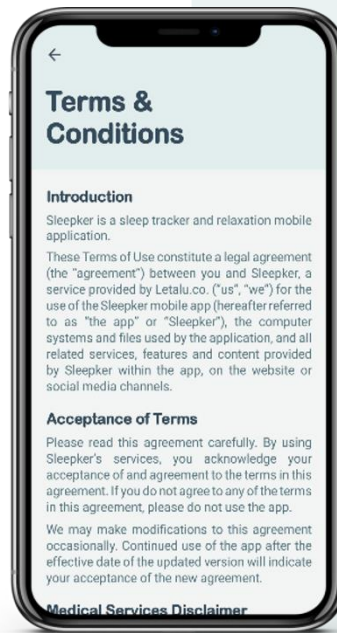 Terms &
Conditions
Introduction
Sleepker is a sleep tracker and relaxation mobile
application.
These Terms of Use constitute a legal agreement
(the "agreement") between you and Sleepker, a
service provided by Letalu.co. ("us", "we") for the
use of the Sleepker mobile app (hereafter referred
to as "the app" or "Sleepker"), the computer
systems and files used by the application, and all
related services, features and content provided
by Sleepker within the app, on the website or
social media channels.
Acceptance of Terms
Please read this agreement carefully. By using
Sleepker's services, you acknowledge your
acceptance of and agreement to the terms in this
agreement. If you do not agree to any of the terms
in this agreement, please do not use the app.
We may make modifications to this agreement
occasionally. Continued use of the app after the
effective date of the updated version will indicate
your acceptance of the new agreement.
Medical Services Disclaimer